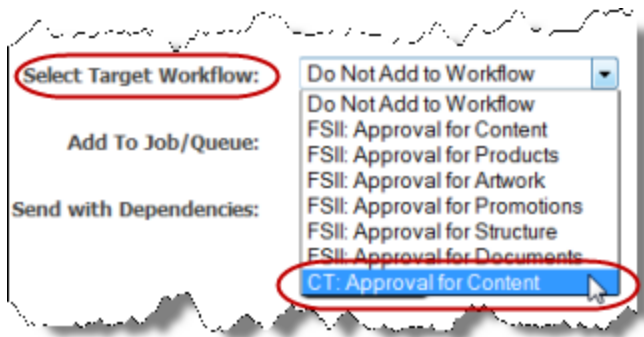 Select Target Workflow: Do Not Add to Workflow
Do Not Add to Workflow
FSII: Approval for Content
Add To Job/Queue: FSII: Approval for Products
FSII: Approval for Artwork
Send with Dependencies: FSII: Approval for Promotions
FSII: Approval for Structure
FSII: Approval for Documents
CT: Approval for Content